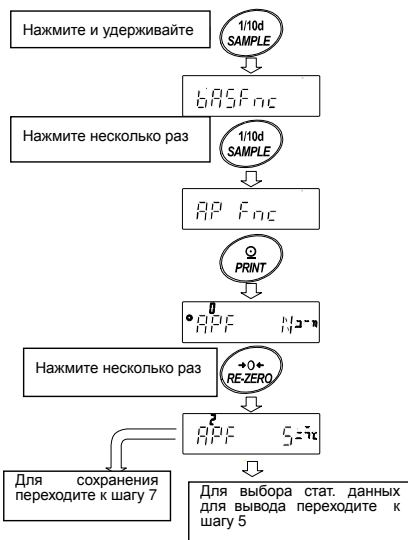 Нажмите и удерживайте
1/10d
SAMPLE
bASFnc
Нажмите несколько раз
1/10d
SAMPLE
AP Fnc
PRINT
0
APF
Нажмите несколько раз
→0←
RE-ZERO
2
APF
Для сохранения
переходите к шагу 7
Для выбора стат. данных
для вывода переходите к
шагу 5